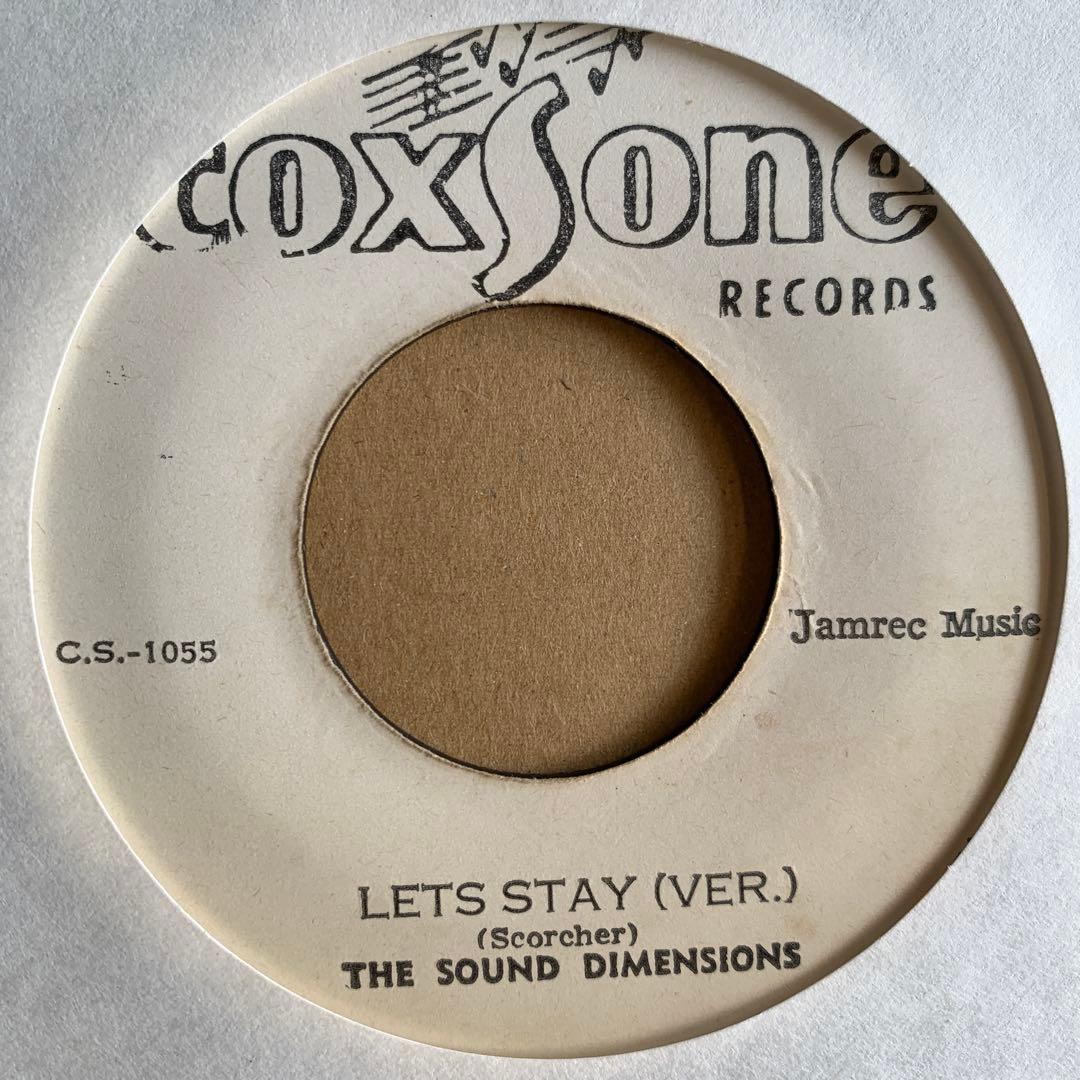 coxsone
RECORDS
C.S.-1055
Jamrec Music
LETS STAY (VER.)
(Scorcher)
THE SOUND DIMENSIONS